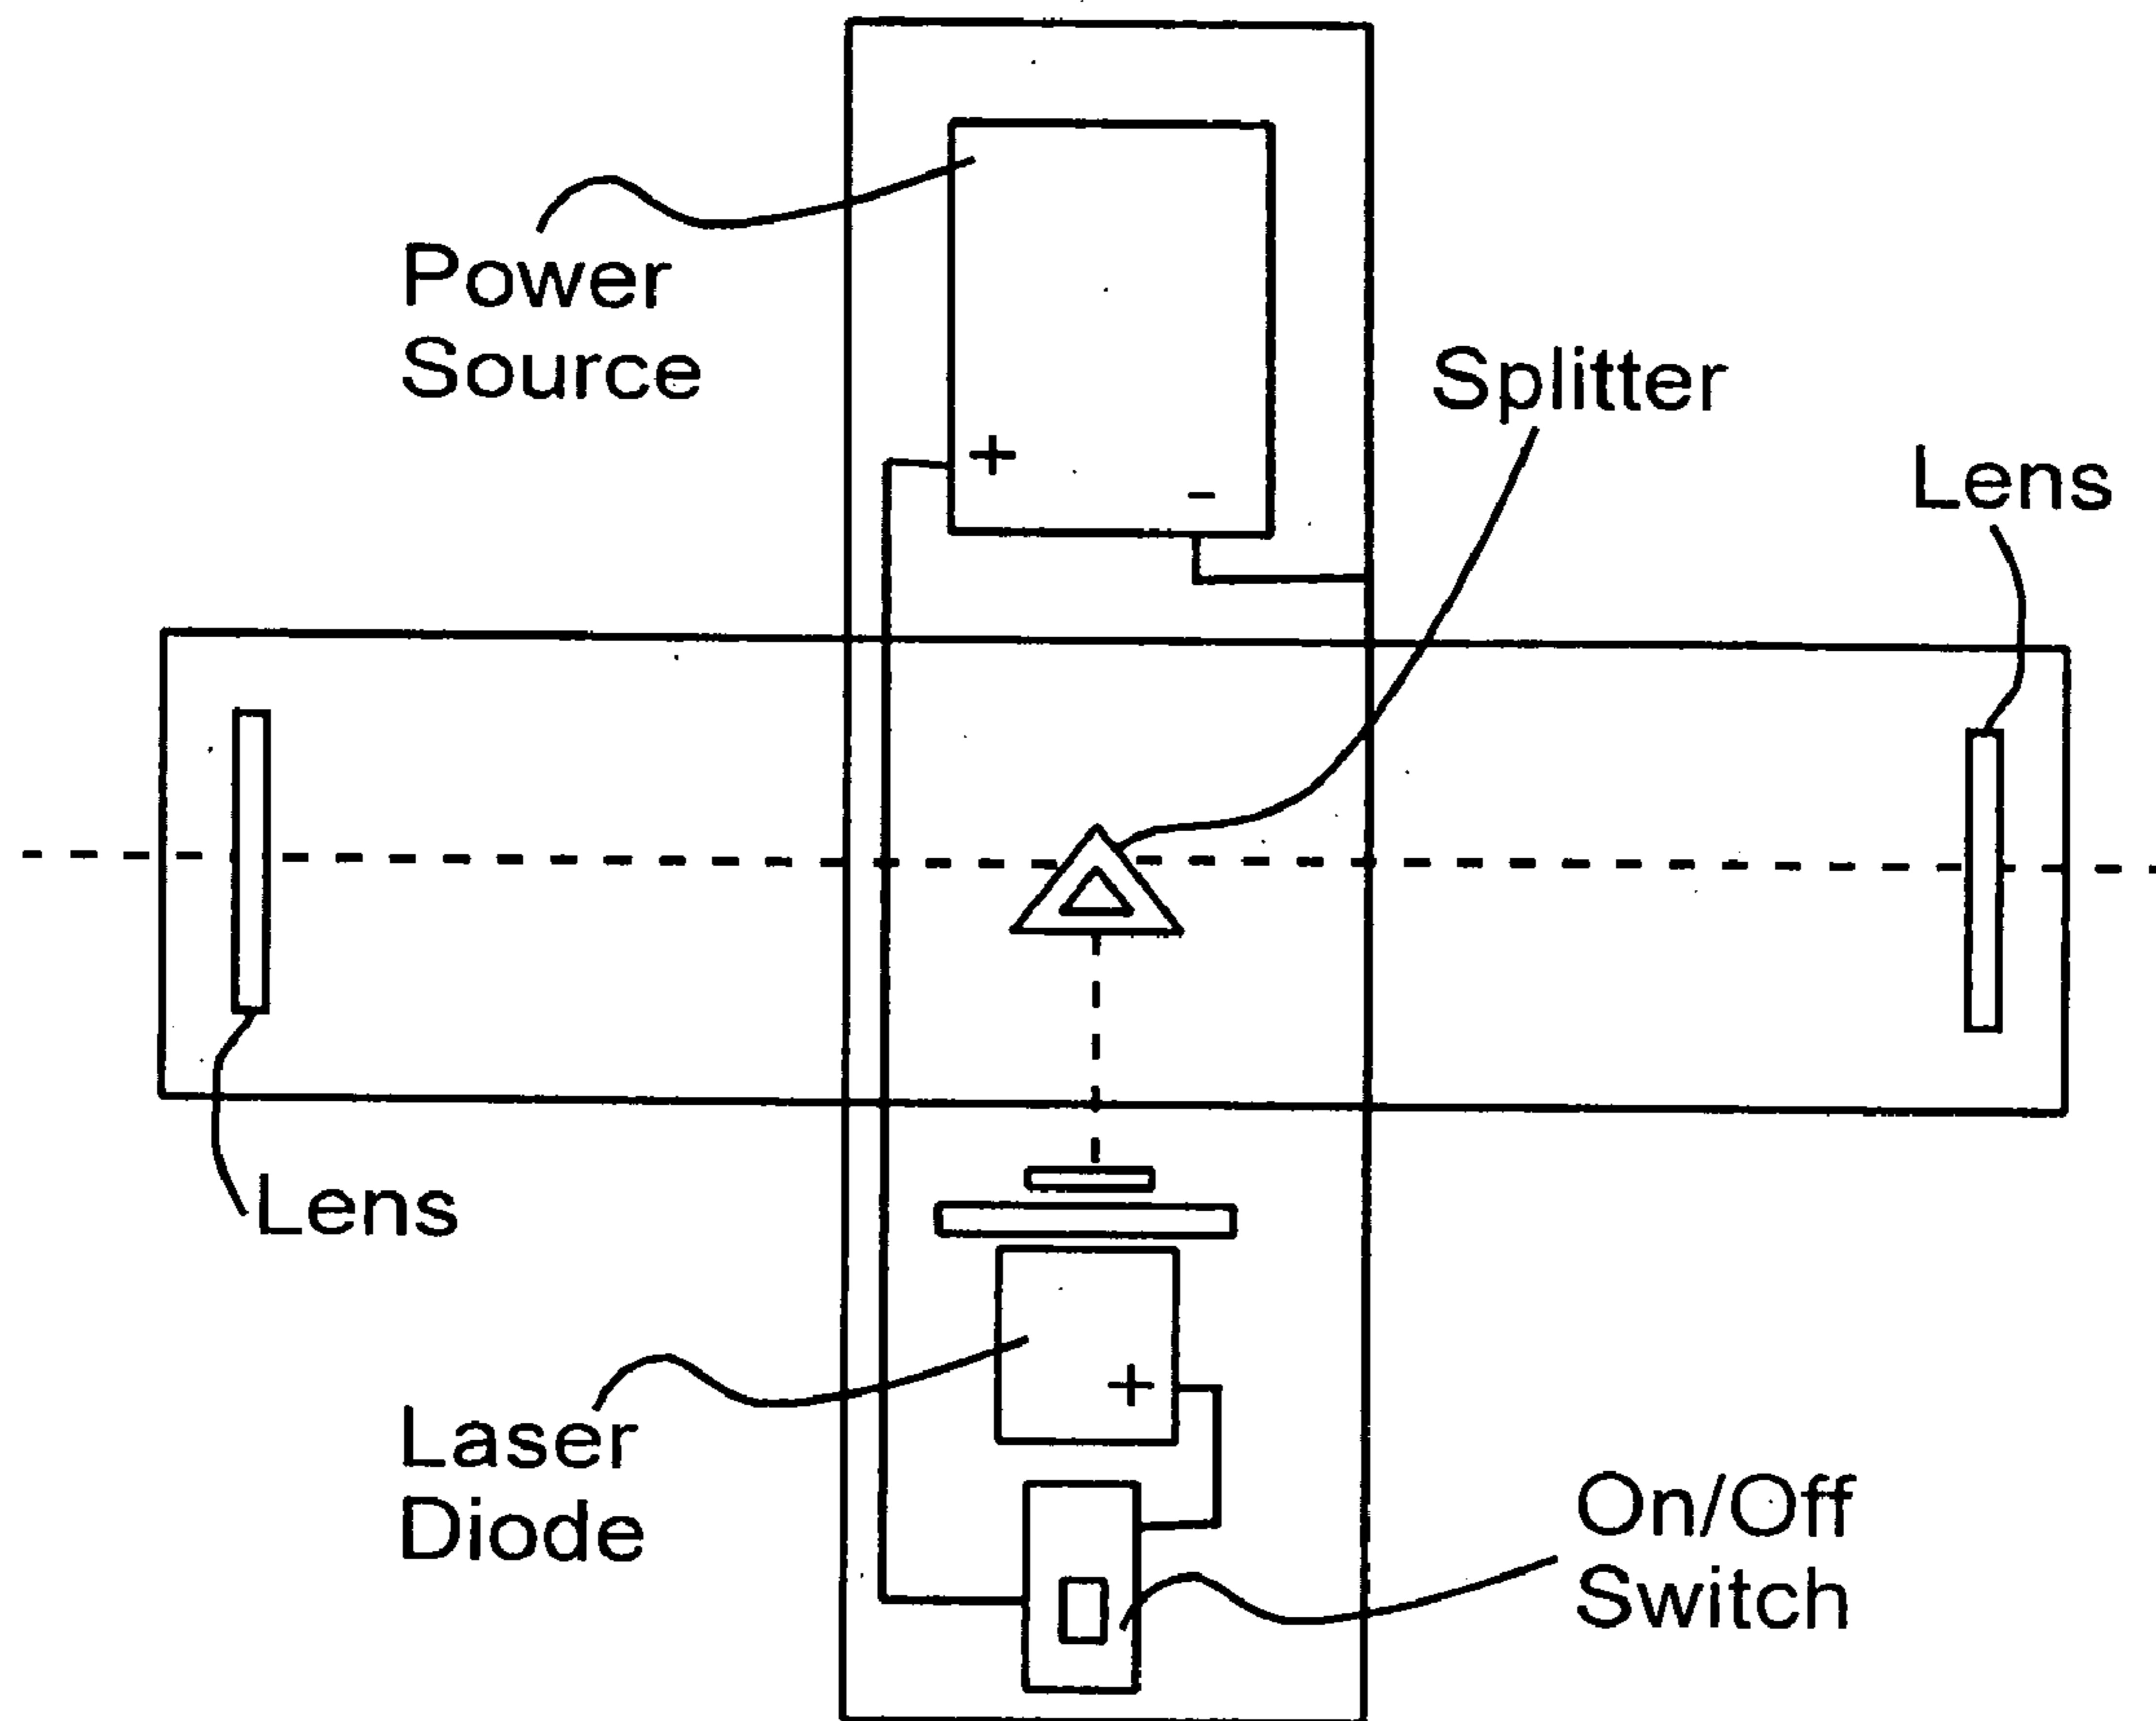 Power
Source
Splitter
Lens
+
-
Lens
Laser
Diode
+
On/Off
Switch